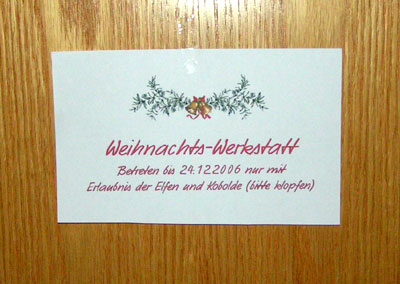 Weihnachts-Werkstatt
Betreten bis 24.12.2006 nur mit
Erlaubnis der Elfen und Kobolde (bitte klopfen)